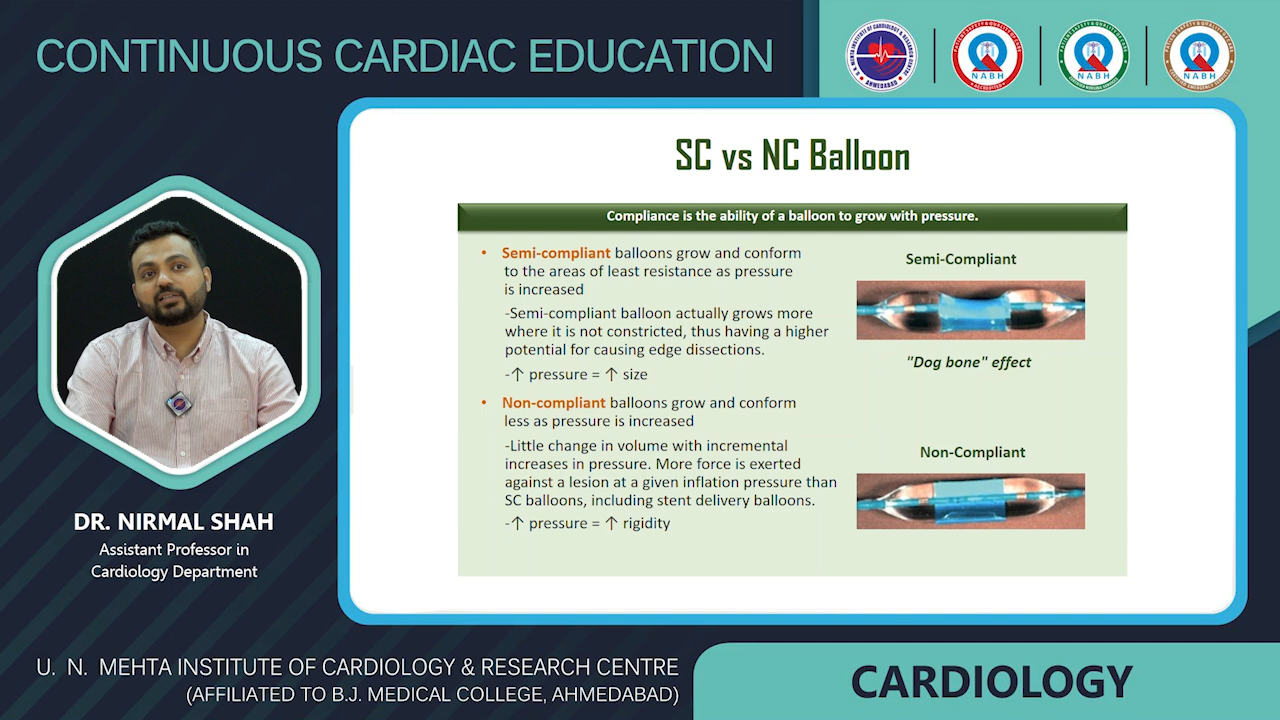 CONTINUOUS CARDIAC EDUCATION
NABH
NABH
NABH
SC vs NC Balloon
Compliance is the ability of a balloon to grow with pressure.
• Semi-compliant balloons grow and conform
to the areas of least resistance as pressure
is increased
-Semi-compliant balloon actually grows more
where it is not constricted, thus having a higher
potential for causing edge dissections.
-↑ pressure = ↑ size
• Non-compliant balloons grow and conform
less as pressure is increased
-Little change in volume with incremental
increases in pressure. More force is exerted
against a lesion at a given inflation pressure than
SC balloons, including stent delivery balloons.
-↑ pressure = ↑ rigidity
Semi-Compliant
"Dog bone" effect
Non-Compliant
DR. NIRMAL SHAH
Assistant Professor in
Cardiology Department
U. N. MEHTA INSTITUTE OF CARDIOLOGY & RESEARCH CENTRE
(AFFILIATED TO B.J. MEDICAL COLLEGE, AHMEDABAD)
CARDIOLOGY